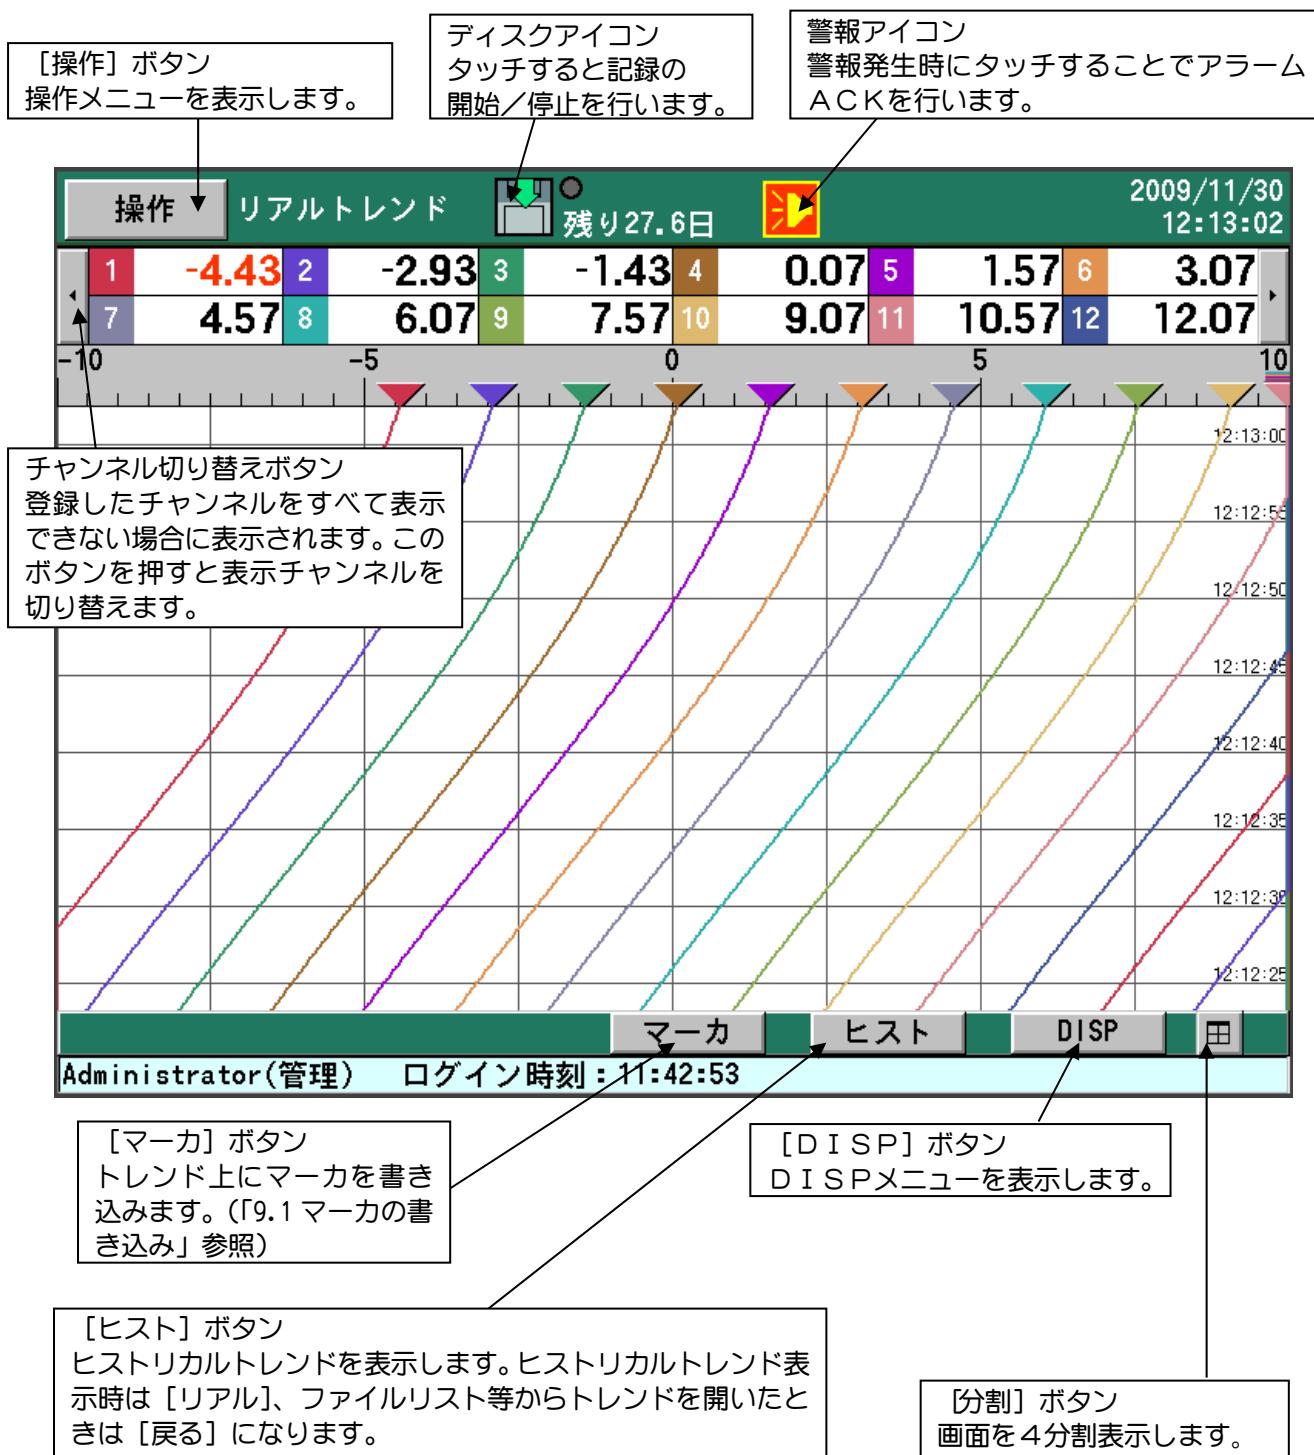 ［操作］ボタン
操作メニューを表示します。
ディスクアイコン
タッチすると記録の
開始／停止を行います。
警報アイコン
警報発生時にタッチすることでアラーム
ＡＣＫを行います。
操作 リアルトレンド 残り27.6日 2009/11/30
12:13:02
1 -4.43 2 -2.93 3 -1.43 4 0.07 5 1.57 6 3.07
7 4.57 8 6.07 9 7.57 10 9.07 11 10.57 12 12.07
-10 -5 0 5 10
12:13:00
チャンネル切り替えボタン
登録したチャンネルをすべて表示
できない場合に表示されます。この
ボタンを押すと表示チャンネルを
切り替えます。
12:12:55
12:12:50
12:12:45
12:12:40
12:12:35
12:12:30
12:12:25
マーカ ヒスト DISP
Administrator(管理) ログイン時刻：11:42:53
［マーカ］ボタン
トレンド上にマーカを書き
込みます。（「9.1 マーカの書
き込み」参照）
［ＤＩＳＰ］ボタン
ＤＩＳＰメニューを表示します。
［ヒスト］ボタン
ヒストリカルトレンドを表示します。ヒストリカルトレンド表
示時は［リアル］、ファイルリスト等からトレンドを開いたと
きは［戻る］になります。
［分割］ボタン
画面を４分割表示します。